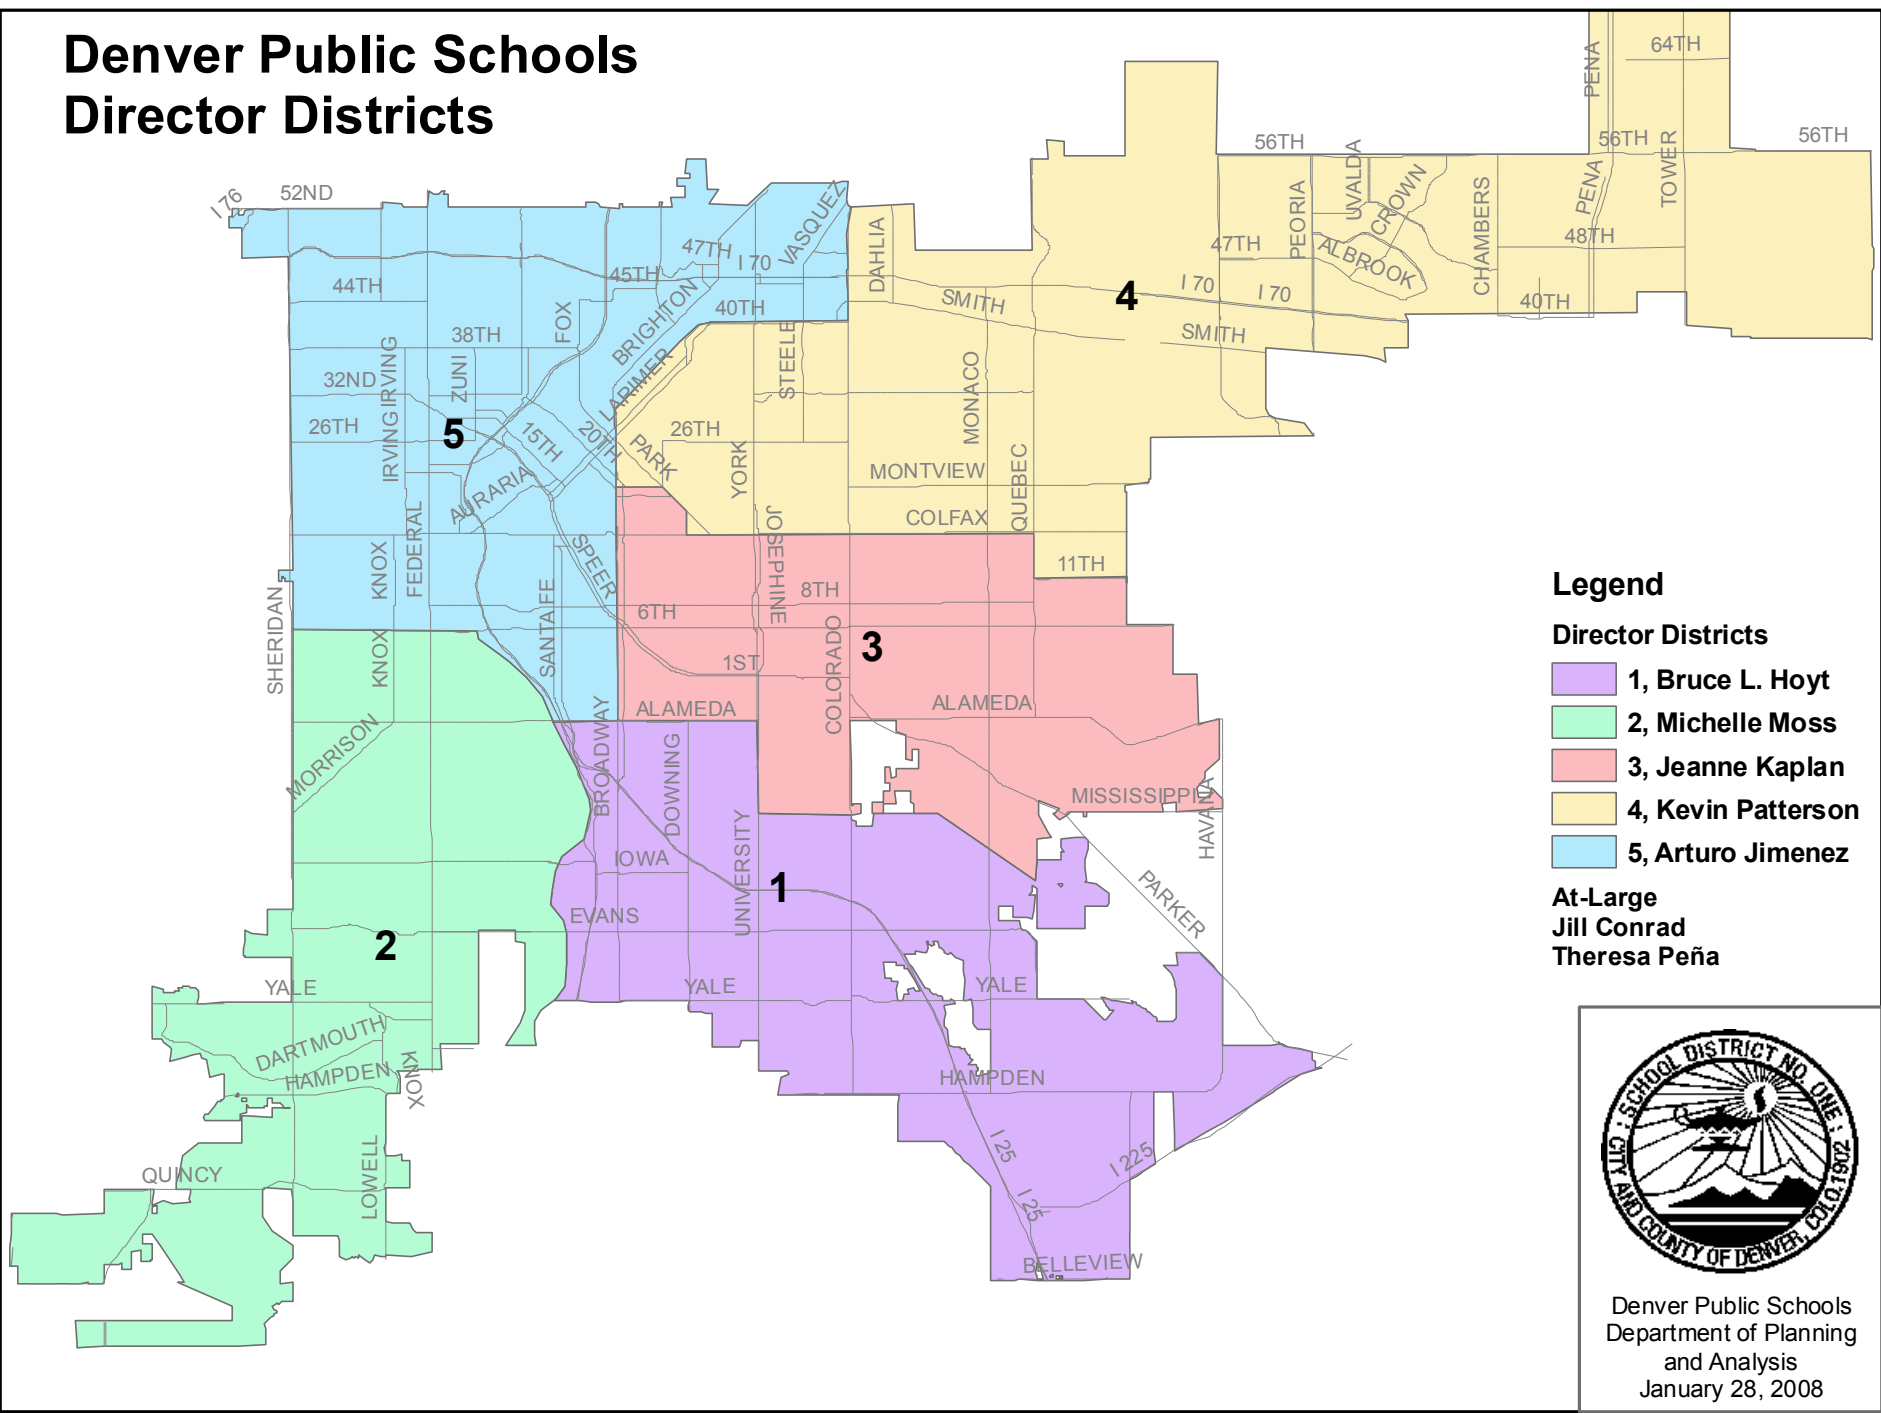 Denver Public Schools
Director Districts
64TH
PENA
56TH
56TH
56TH
I 76
52ND
VASQUEZ
47TH
I 70
45TH
44TH
BRIGHTON
40TH
FOX
38TH
LARIMER
STEELE
DAHLIA
SMITH
4
I 70
I 70
SMITH
47TH
PEORIA
UVALDA
CROWN
ALBROOK
CHAMBERS
PENA
TOWER
48TH
40TH
32ND
IRVING
IRVING
ZUNI
26TH
5
15TH
20TH
PARK
26TH
YORK
MONACO
MONTVIEW
QUEBEC
COLFAX
AURARIA
FEDERAL
KNOX
SPEER
JOSEPHINE
11TH
8TH
6TH
SANTA FE
SHERIDAN
KNOX
COLORADO
3
1ST
ALAMEDA
ALAMEDA
MORRISON
BROADWAY
DOWNING
MISSISSIPPI
HAVANA
UNIVERSITY
IOWA
1
PARKER
EVANS
2
YALE
YALE
YALE
DARTMOUTH
HAMPDEN
KNOX
HAMPDEN
LOWELL
QUINCY
I 25
I 225
I 25
BELLEVIEW
Legend
Director Districts
1, Bruce L. Hoyt
2, Michelle Moss
3, Jeanne Kaplan
4, Kevin Patterson
5, Arturo Jimenez
At-Large
Jill Conrad
Theresa Peña
SCHOOL DISTRICT NO. ONE
CITY AND COUNTY OF DENVER, COLO. 1902
Denver Public Schools
Department of Planning
and Analysis
January 28, 2008